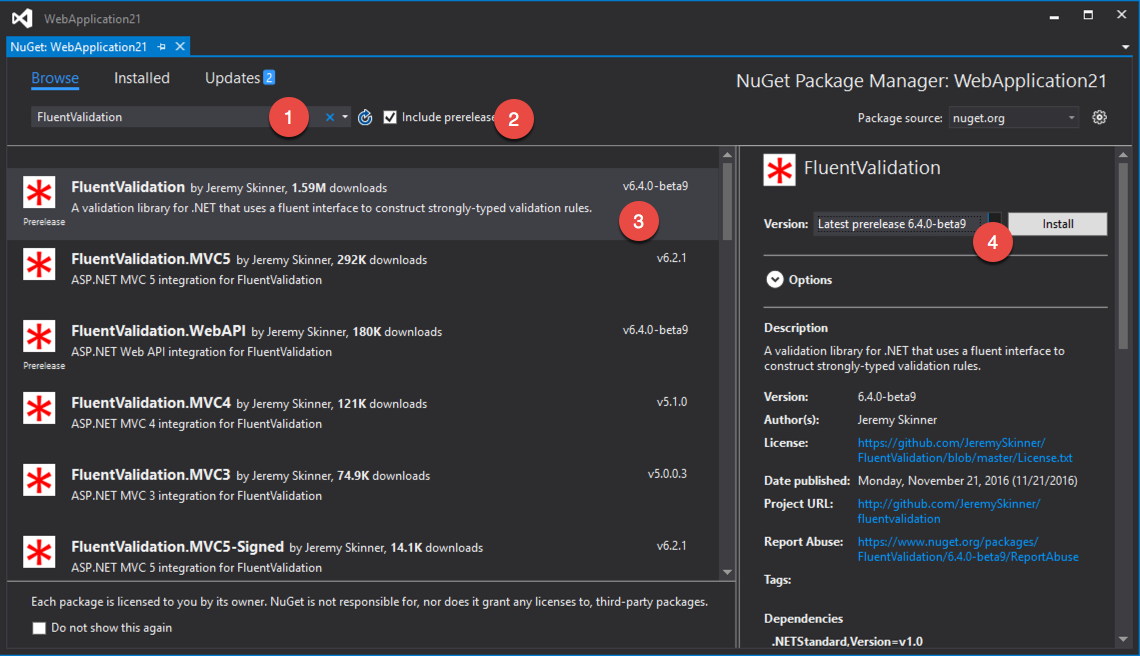 WebApplication21
NuGet: WebApplication21
Browse Installed Updates 2
NuGet Package Manager: WebApplication21
FluentValidation 1 Include prerelease 2
Package source: nuget.org
FluentValidation by Jeremy Skinner, 1.59M downloads v6.4.0-beta9
A validation library for .NET that uses a fluent interface to construct strongly-typed validation rules.
Prerelease
3
FluentValidation.MVC5 by Jeremy Skinner, 292K downloads v6.2.1
ASP.NET MVC 5 integration for FluentValidation
FluentValidation.WebAPI by Jeremy Skinner, 180K downloads v6.4.0-beta9
ASP.NET Web API integration for FluentValidation
Prerelease
FluentValidation.MVC4 by Jeremy Skinner, 121K downloads v5.1.0
ASP.NET MVC 4 integration for FluentValidation
FluentValidation.MVC3 by Jeremy Skinner, 74.9K downloads v5.0.0.3
ASP.NET MVC 3 integration for FluentValidation
FluentValidation.MVC5-Signed by Jeremy Skinner, 14.1K downloads v6.2.1
ASP.NET MVC 5 integration for FluentValidation
Each package is licensed to you by its owner. NuGet is not responsible for, nor does it grant any licenses to, third-party packages.
Do not show this again
FluentValidation
Version: Latest prerelease 6.4.0-beta9 Install
4
Options
Description
A validation library for .NET that uses a fluent interface to
construct strongly-typed validation rules.
Version: 6.4.0-beta9
Author(s): Jeremy Skinner
License: https://github.com/JeremySkinner/
FluentValidation/blob/master/License.txt
Date published: Monday, November 21, 2016 (11/21/2016)
Project URL: http://github.com/JeremySkinner/
fluentvalidation
Report Abuse: https://www.nuget.org/packages/
FluentValidation/6.4.0-beta9/ReportAbuse
Tags:
Dependencies
.NETStandard,Version=v1.0